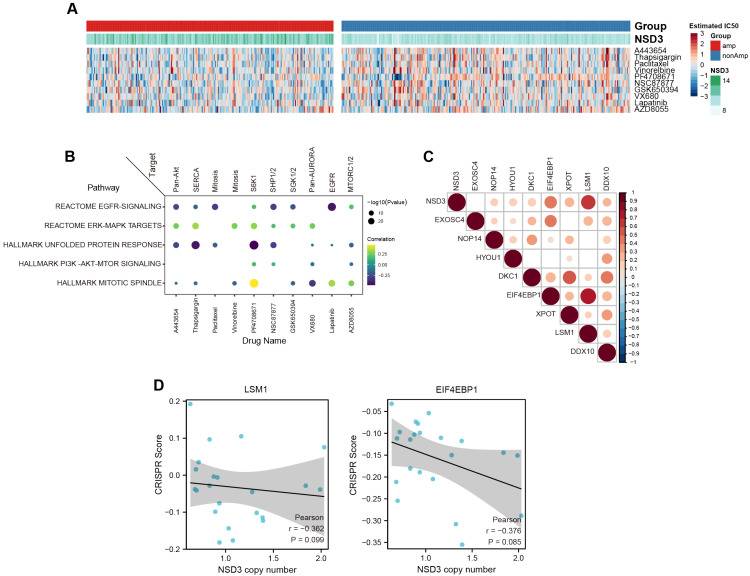 A
Group
NSD3
A443654
Thapsigargin
Paclitaxel
Vinorelbine
PF4708671
NSC87877
GSK650394
VX680
Lapatinib
AZD8055
Estimated IC50
3
2
1
0
−1
−2
−3
Group
amp
nonAmp
NSD3
14
8
B
Target
Pathway
Pan-Akt
SERCA
Mitosis
Mitosis
S6K1
SHP1/2
SGK1/2
Pan-AURORA
EGFR
MTORC1/2
REACTOME EGFR-SIGNALING
REACTOME ERK-MAPK TARGETS
HALLMARK UNFOLDED PROTEIN RESPONSE
HALLMARK PI3K -AKT-MTOR SIGNALING
HALLMARK MITOTIC SPINDLE
A443654
Thapsigargin
Paclitaxel
Vinorelbine
PF4708671
NSC87877
GSK650394
VX680
Lapatinib
AZD8055
Drug Name
−log10(Pvalue)
10
20
Correlation
0.25
0.00
−0.25
C
NSD3
EXOSC4
NOP14
HYOU1
DKC1
EIF4EBP1
XPOT
LSM1
DDX10
NSD3
EXOSC4
NOP14
HYOU1
DKC1
EIF4EBP1
XPOT
LSM1
DDX10
1
0.9
0.8
0.7
0.6
0.5
0.4
0.3
0.2
0.1
0
−0.1
−0.2
−0.3
−0.4
−0.5
−0.6
−0.7
−0.8
−0.9
−1
D
LSM1
CRISPR Score
0.2
0.1
0.0
−0.1
−0.2
Pearson
r = −0.362
P = 0.099
1.0
1.5
2.0
NSD3 copy number
EIF4EBP1
CRISPR Score
−0.05
−0.10
−0.15
−0.20
−0.25
−0.30
−0.35
Pearson
r = −0.376
P = 0.085
1.0
1.5
2.0
NSD3 copy number